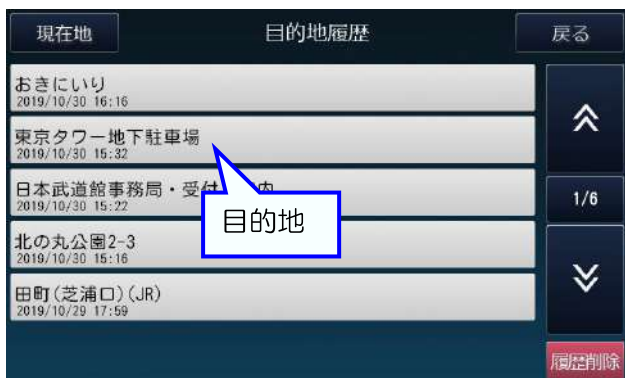 現在地
目的地履歴
戻る
おきにいり
2019/10/30 16:16
東京タワー地下駐車場
2019/10/30 15:32
日本武道館事務局・受付
2019/10/30 15:22
目的地
1/6
北の丸公園2-3
2019/10/30 15:16
田町(芝浦口)(JR)
2019/10/29 17:59
履歴削除